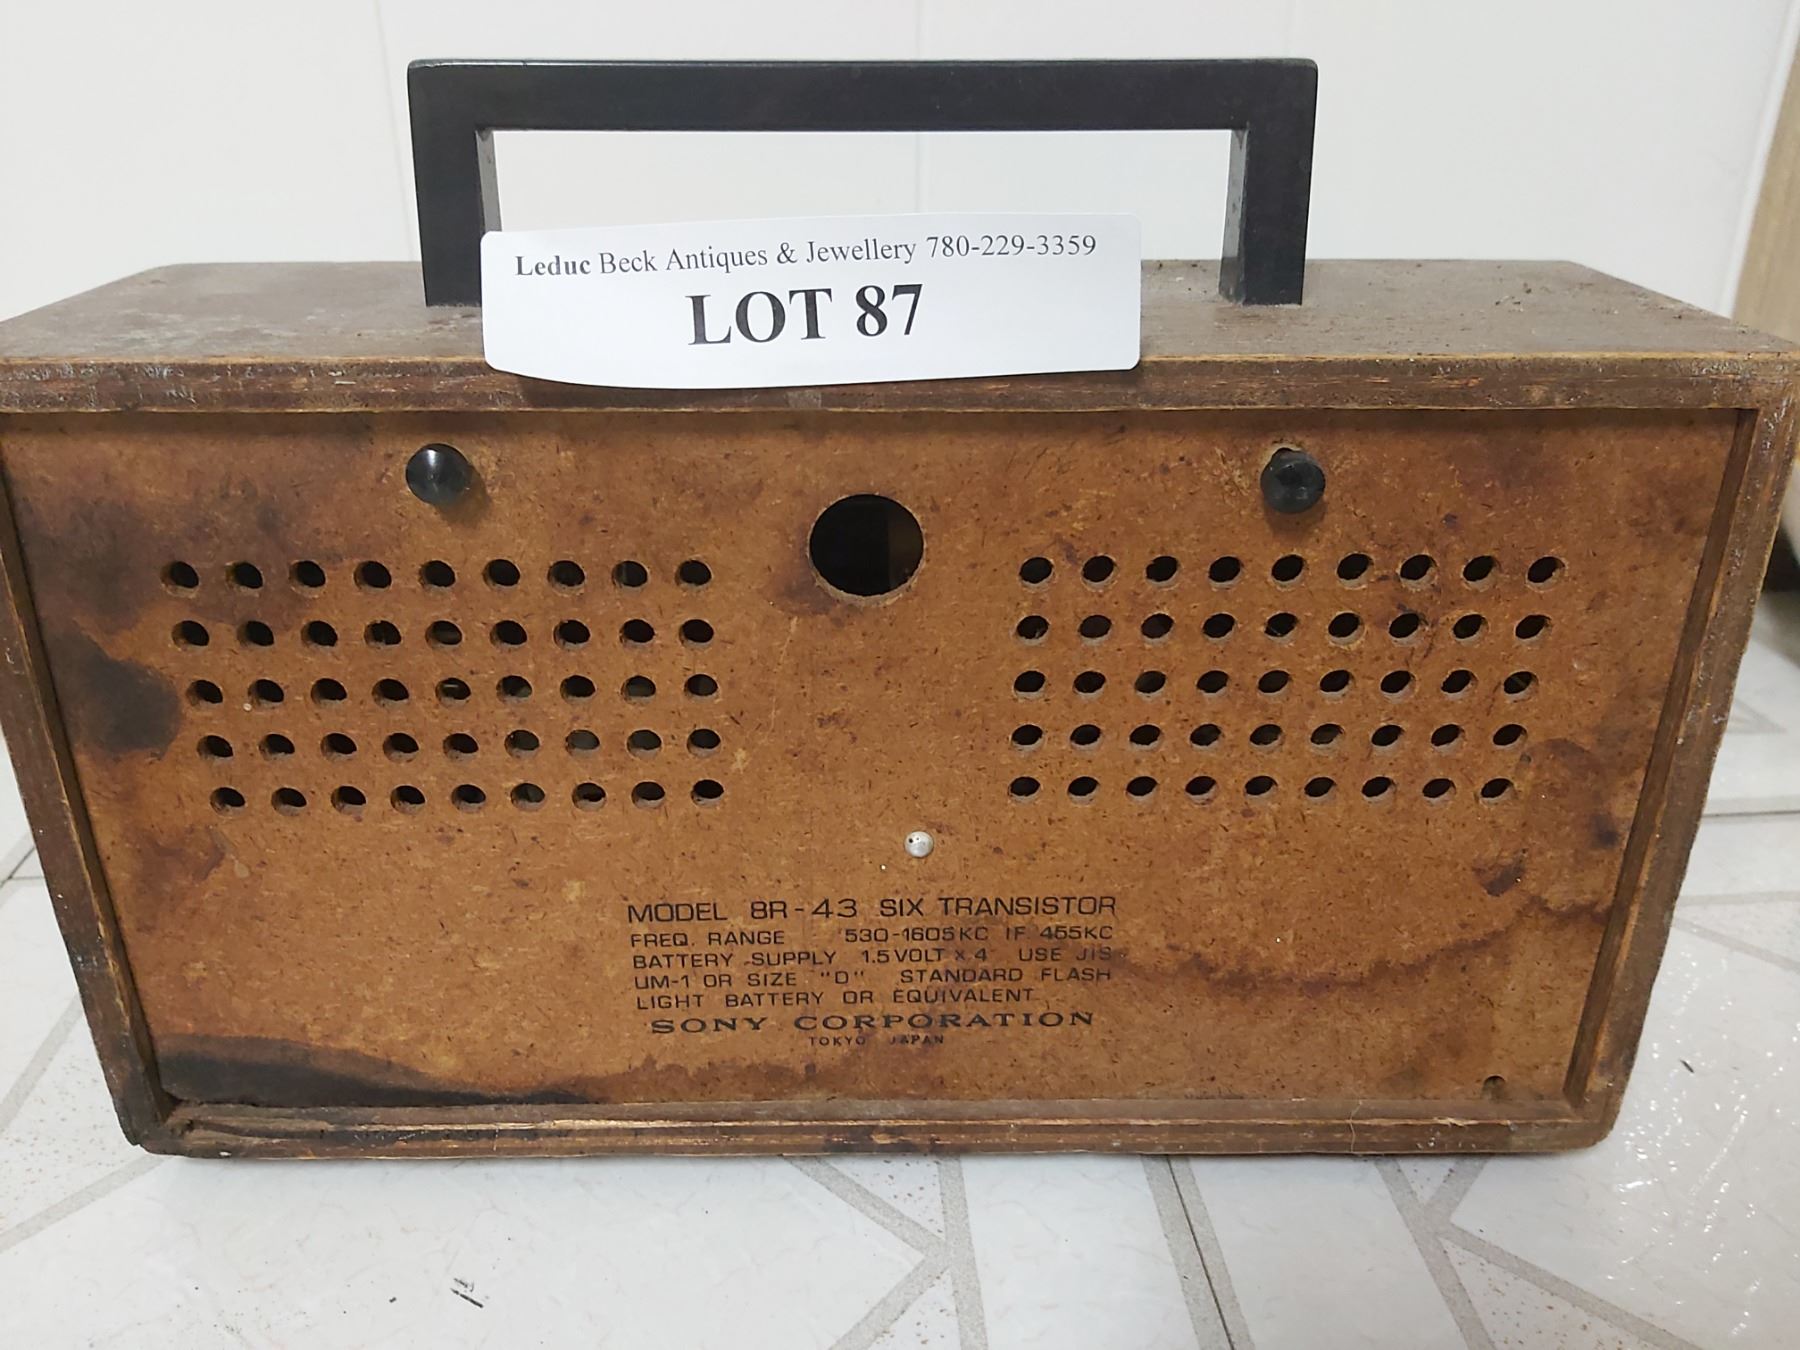 Leduc Beck Antiques & Jewellery 780-229-3359
LOT 87
MODEL 8R-43 SIX TRANSISTOR
FREQ. RANGE 530-1605KC IF 455KC
BATTERY SUPPLY 1.5VOLT × 4 USE JIS
UM-1 OR SIZE "D" STANDARD FLASH
LIGHT BATTERY OR EQUIVALENT
SONY CORPORATION
TOKYO JAPAN